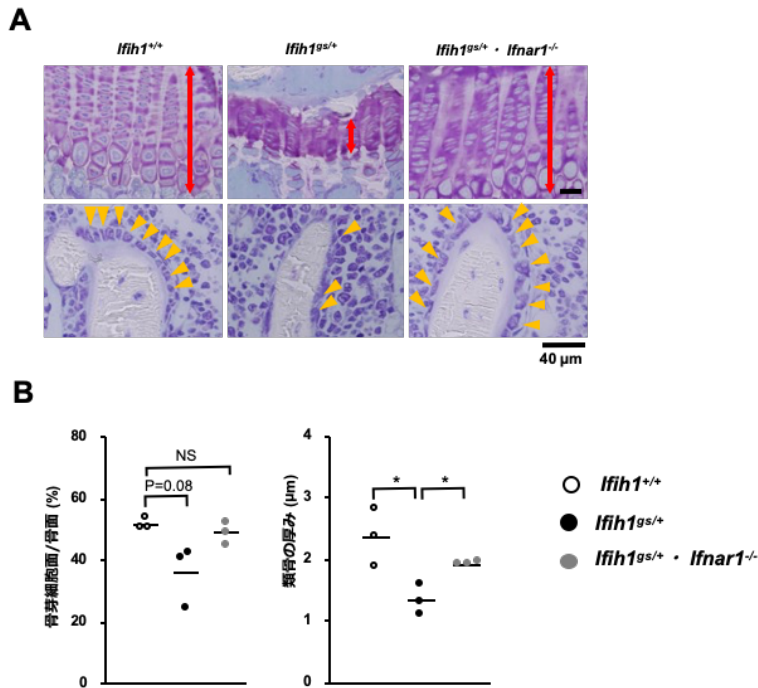 A
Ifih1+/+
Ifih1gs/+
Ifih1gs/+ ・ Ifnar1-/-
40 μm
B
骨芽細胞面/骨面 (%)
80
60
40
20
0
NS
P=0.08
類骨の厚み (μm)
4
3
2
1
0
*
*
Ifih1+/+
Ifih1gs/+
Ifih1gs/+ ・ Ifnar1-/-